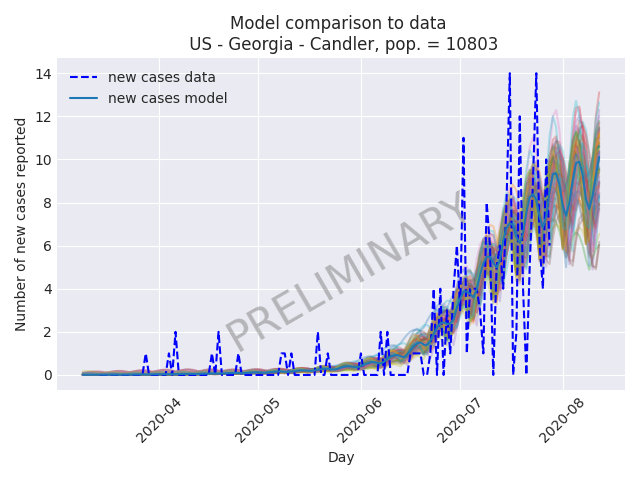 Model comparison to data
US - Georgia - Candler, pop. = 10803
new cases data
new cases model
Number of new cases reported
14
12
10
8
6
4
2
0
PRELIMINARY
2020-04
2020-05
2020-06
2020-07
2020-08
Day